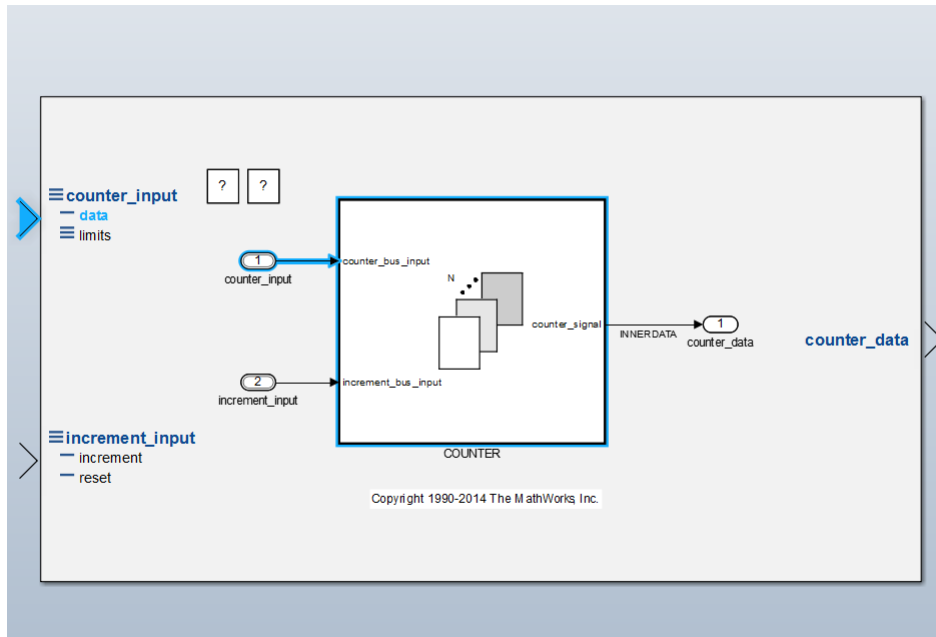 ? ?
counter_input
data
limits
1
counter_input
counter_bus_input
N
counter_signal
INNERDATA
1
counter_data
counter_data
2
increment_input
increment_bus_input
increment_input
increment
reset
COUNTER
Copyright 1990-2014 The MathWorks, Inc.